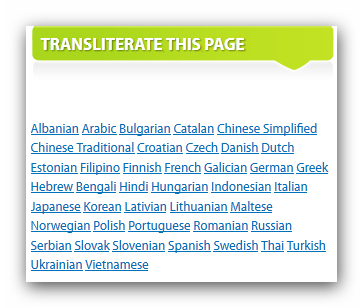 TRANSLITERATE THIS PAGE
Albanian Arabic Bulgarian Catalan Chinese Simplified
Chinese Traditional Croatian Czech Danish Dutch
Estonian Filipino Finnish French Galician German Greek
Hebrew Bengali Hindi Hungarian Indonesian Italian
Japanese Korean Lativian Lithuanian Maltese
Norwegian Polish Portuguese Romanian Russian
Serbian Slovak Slovenian Spanish Swedish Thai Turkish
Ukrainian Vietnamese